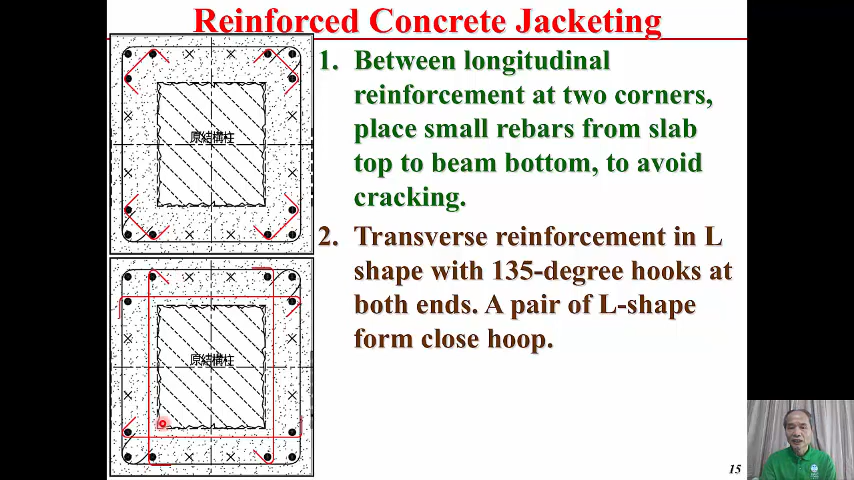 Reinforced Concrete Jacketing
原結構柱
1. Between longitudinal
reinforcement at two corners,
place small rebars from slab
top to beam bottom, to avoid
cracking.
2. Transverse reinforcement in L
shape with 135-degree hooks at
both ends. A pair of L-shape
form close hoop.
原結構柱
15